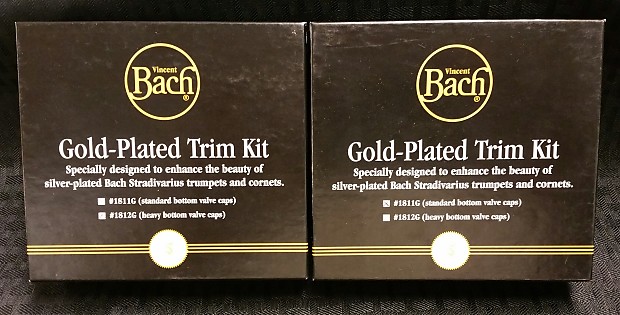 Vincent
Bach®
Gold-Plated Trim Kit
Specially designed to enhance the beauty of
silver-plated Bach Stradivarius trumpets and cornets.
#1811G (standard bottom valve caps)
#1812G (heavy bottom valve caps)
Vincent
Bach®
Gold-Plated Trim Kit
Specially designed to enhance the beauty of
silver-plated Bach Stradivarius trumpets and cornets.
#1811G (standard bottom valve caps)
#1812G (heavy bottom valve caps)